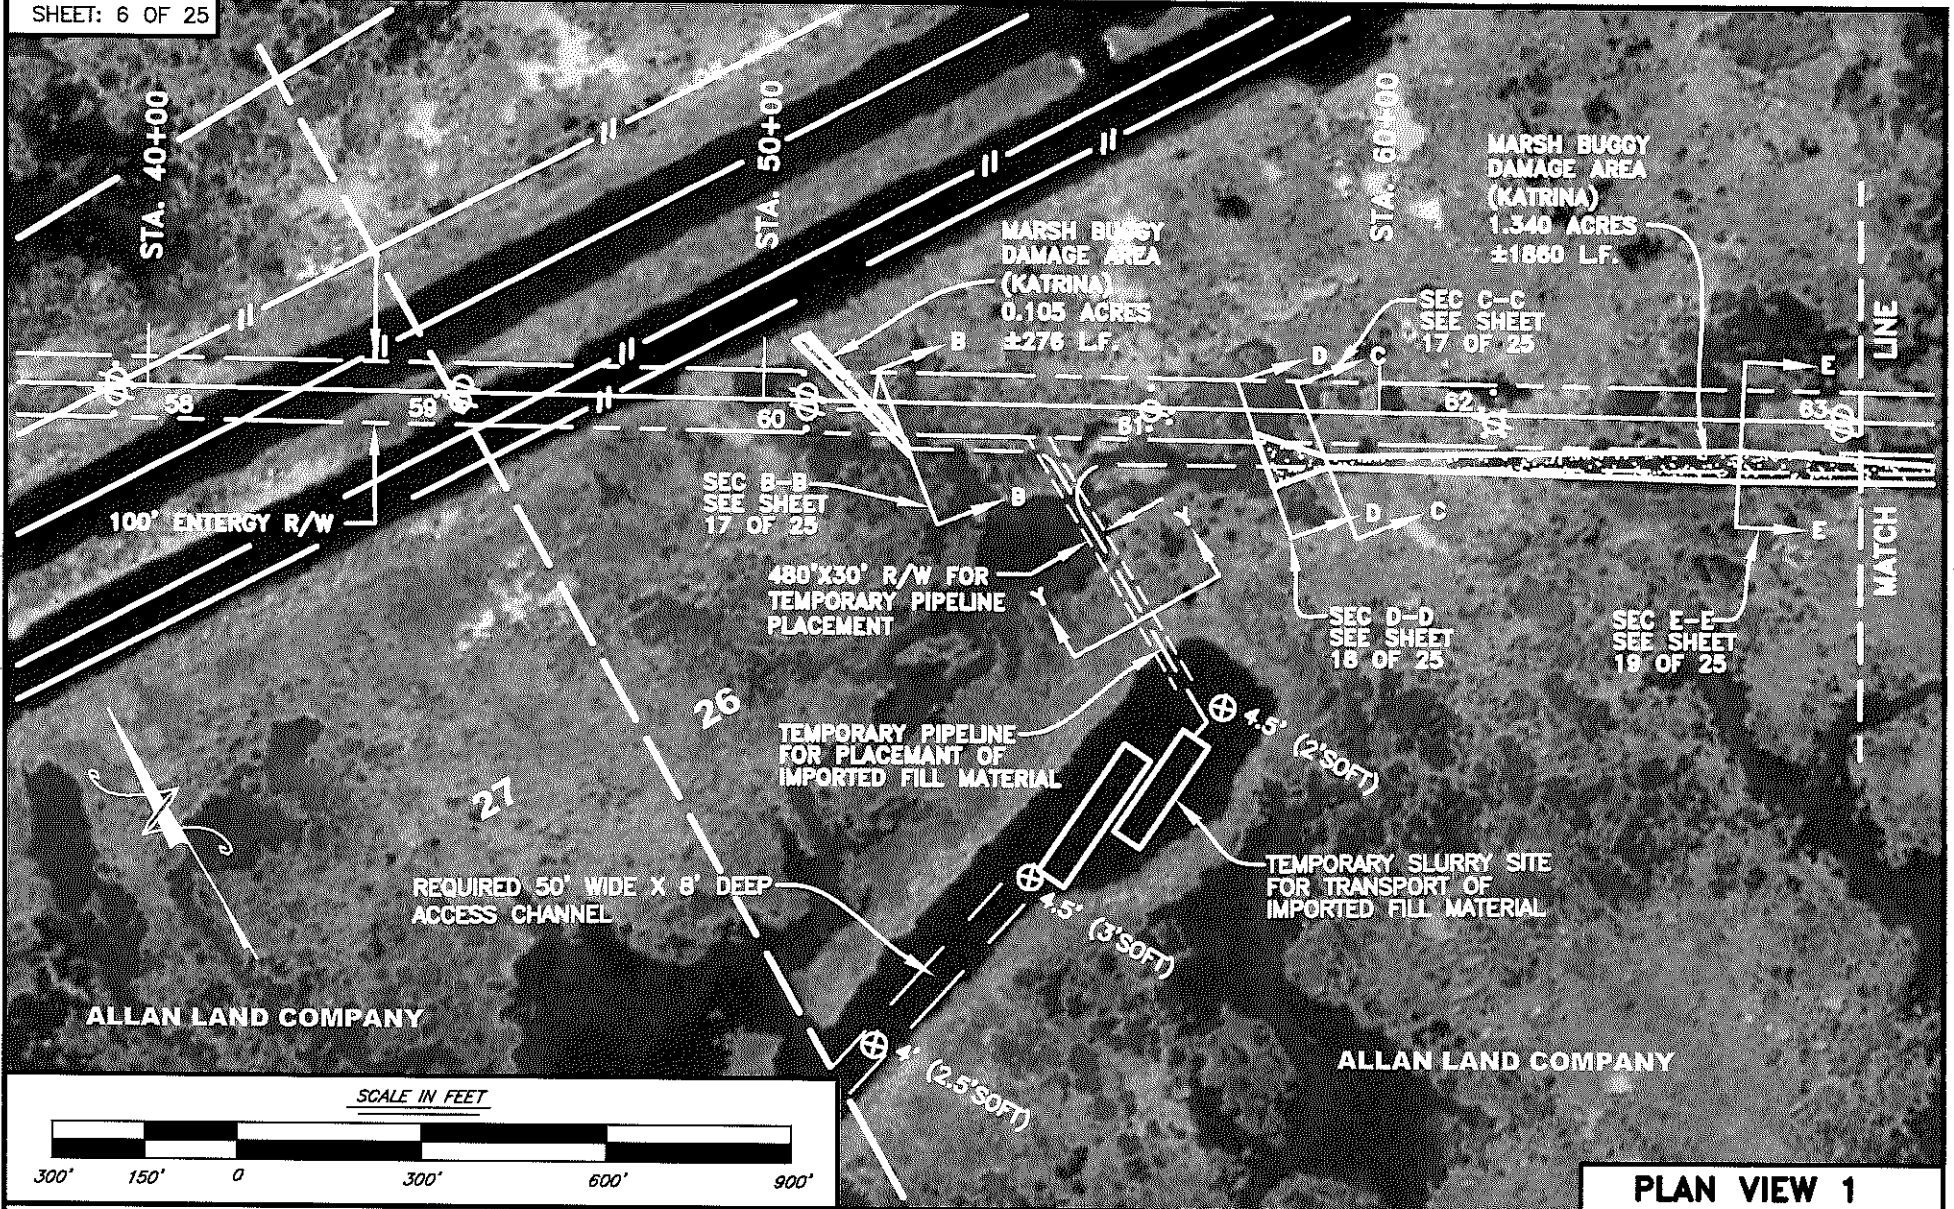 SHEET: 6 OF 25
STA. 40+00
STA. 50+00
STA. 60+00
MARSH BUGGY
DAMAGE AREA
(KATRINA)
1.340 ACRES
±1860 L.F.
MARSH BUGGY
DAMAGE AREA
(KATRINA)
0.105 ACRES
±276 L.F.
B
SEC C-C
SEE SHEET
17 OF 25
D
C
E
LINE
58
59
60
61
62
63
SEC B-B
SEE SHEET
17 OF 25
B
D
C
E
100' ENTERGY R/W
Y
MATCH
480'X30' R/W FOR
TEMPORARY PIPELINE
PLACEMENT
Y
SEC D-D
SEE SHEET
18 OF 25
SEC E-E
SEE SHEET
19 OF 25
26
27
TEMPORARY PIPELINE
FOR PLACEMANT OF
IMPORTED FILL MATERIAL
4.5' (2'SOFT)
REQUIRED 50' WIDE X 8' DEEP
ACCESS CHANNEL
TEMPORARY SLURRY SITE
FOR TRANSPORT OF
IMPORTED FILL MATERIAL
4.5' (3'SOFT)
ALLAN LAND COMPANY
4' (2.5'SOFT)
ALLAN LAND COMPANY
SCALE IN FEET
300' 150' 0 300' 600' 900'
PLAN VIEW 1